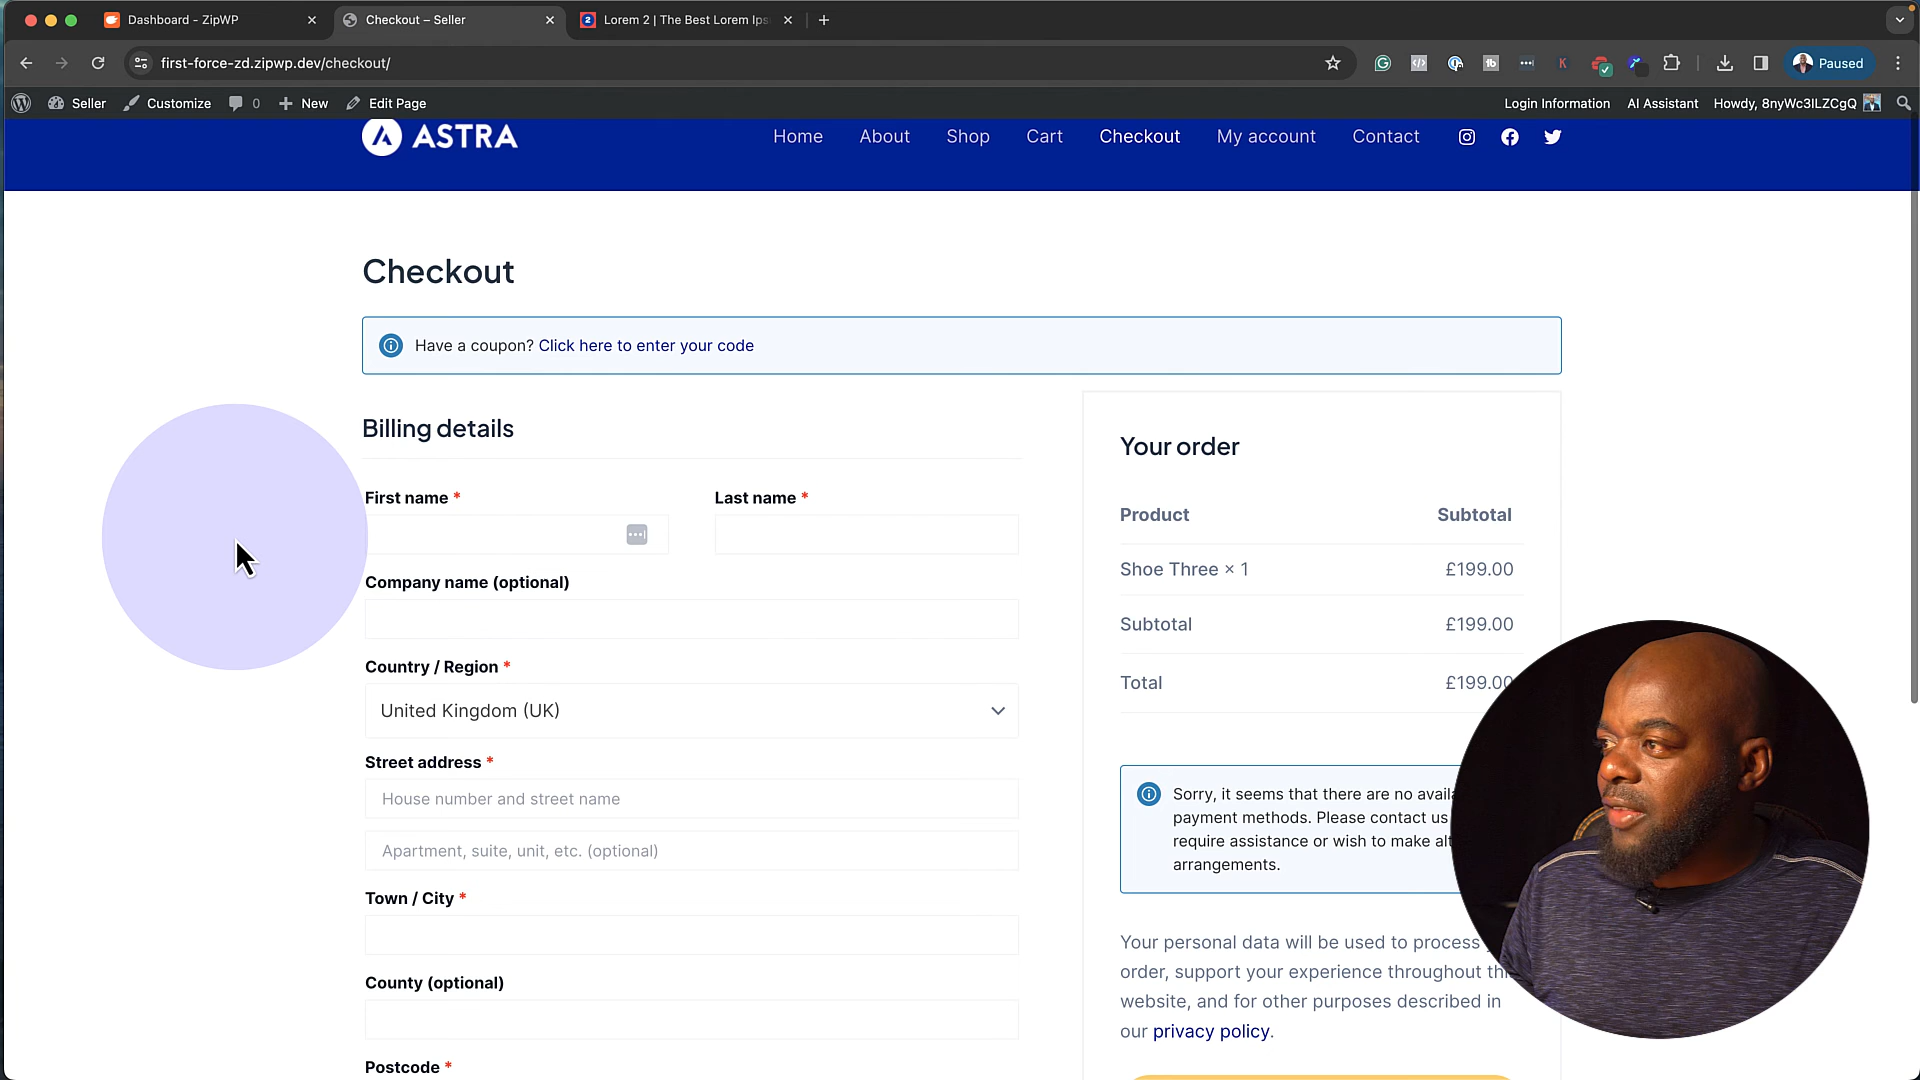 Dashboard - ZipWP
Checkout – Seller
Lorem 2 | The Best Lorem Ips
first-force-zd.zipwp.dev/checkout/
Paused
Seller
Customize
0
New
Edit Page
Login Information
AI Assistant
Howdy, 8nyWc3ILZCgQ
ASTRA
Home
About
Shop
Cart
Checkout
My account
Contact
Checkout
Have a coupon? Click here to enter your code
Billing details
First name *
Last name *
Company name (optional)
Country / Region *
United Kingdom (UK)
Street address *
House number and street name
Apartment, suite, unit, etc. (optional)
Town / City *
County (optional)
Postcode *
Your order
Product
Subtotal
Shoe Three × 1
£199.00
Subtotal
£199.00
Total
£199.00
Sorry, it seems that there are no
payment methods. Please contact us
require assistance or wish to make
arrangements.
Your personal data will be used to process
order, support your experience throughout
website, and for other purposes described in
our privacy policy.